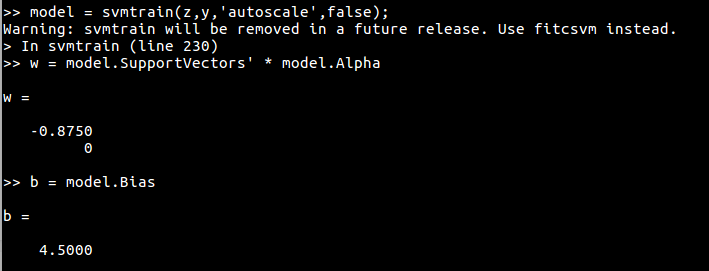 >> model = svmtrain(z,y,'autoscale',false);
Warning: svmtrain will be removed in a future release. Use fitcsvm instead.
> In svmtrain (line 230)
>> w = model.SupportVectors' * model.Alpha
w =
-0.8750
0
>> b = model.Bias
b =
4.5000